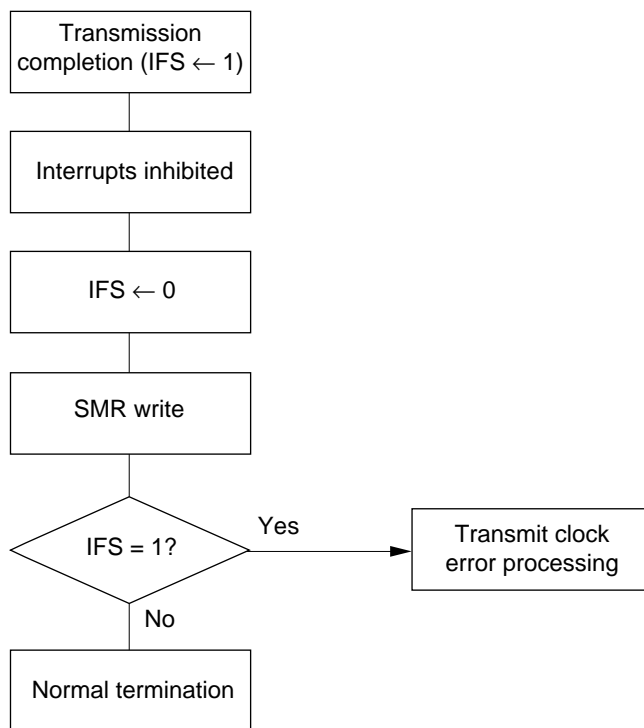 Transmission
completion (IFS ← 1)
Interrupts inhibited
IFS ← 0
SMR write
IFS = 1?
Yes
Transmit clock
error processing
No
Normal termination